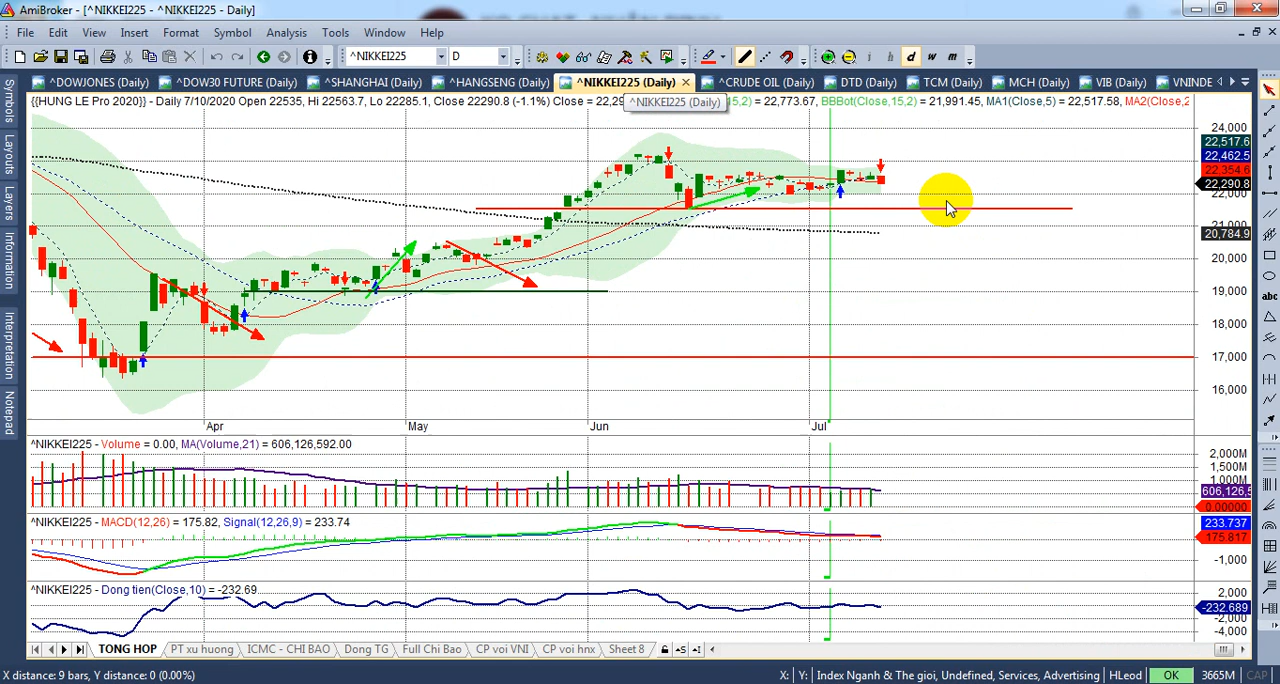 AmiBroker - [^NIKKEI225 - ^NIKKEI225 - Daily]
File Edit View Insert Format Symbol Analysis Tools Window Help
^NIKKEI225 D i h d w m
^DOWJONES (Daily) ^DOW30 FUTURE (Daily) ^SHANGHAI (Daily) ^HANGSENG (Daily) ^NIKKEI225 (Daily) ^CRUDE OIL (Daily) DTD (Daily) TCM (Daily) MCH (Daily) VIB (Daily) VNINDE
{{HUNG LE Pro 2020}} - Daily 7/10/2020 Open 22535, Hi 22563.7, Lo 22285.1, Close 22290.8 (-1.1%) Close = 22,29 15,2) = 22,773.67, BBBot(Close,15,2) = 21,991.45, MA1(Close,5) = 22,517.58, MA2(Close,2
^NIKKEI225 (Daily)
Symbols
Layouts
Layers
Information
Interpretation
Notepad
abc
24,000
22,517.6
22,462.5
22,354.6
22,290.8
22,000
21,000
20,784.9
20,000
19,000
18,000
17,000
16,000
Apr May Jun Jul
^NIKKEI225 - Volume = 0.00, MA(Volume,21) = 606,126,592.00
2,000M
1,500M
1,000M
606,126,5
0.00000
^NIKKEI225 - MACD(12,26) = 175.82, Signal(12,26,9) = 233.74
233.737
175.817
-1,000
^NIKKEI225 - Dong tien(Close,10) = -232.69
2,000
-232.689
-2,000
-4,000
TONG HOP PT xu huong ICMC - CHI BAO Dong TG Full Chi Bao CP voi VNI CP voi hnx Sheet 8
X distance: 9 bars, Y distance: 0 (0.00%) X: Y: Index Nganh & The gioi, Undefined, Services, Advertising HLeod OK 3665M CAP